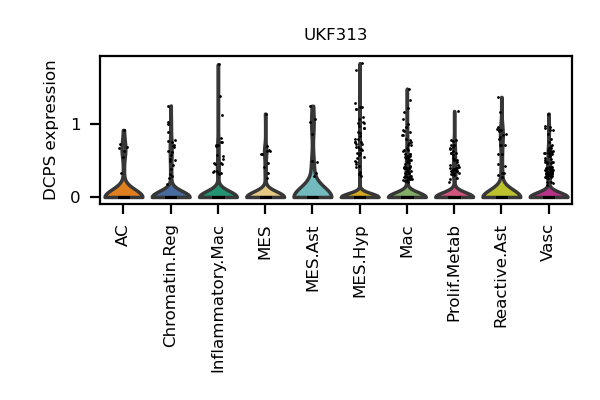 UKF313
DCPS expression
1
0
AC
Chromatin.Reg
Inflammatory.Mac
MES
MES.Ast
MES.Hyp
Mac
Prolif.Metab
Reactive.Ast
Vasc